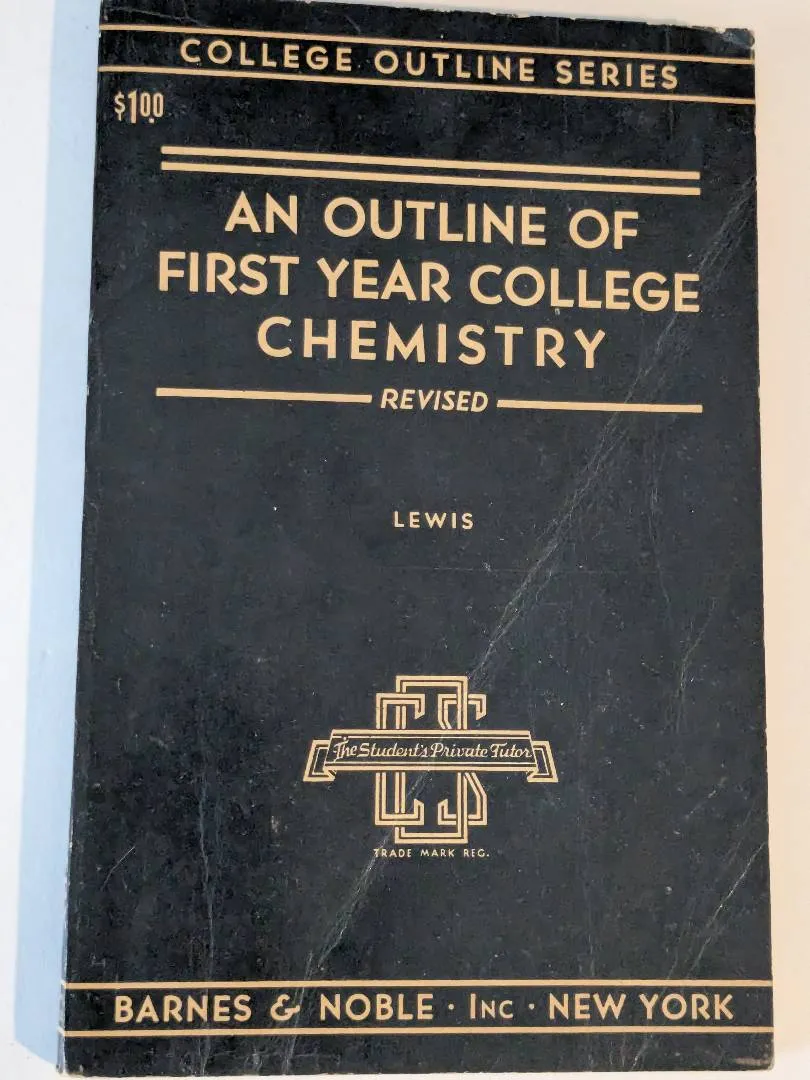 COLLEGE OUTLINE SERIES
$1.00
AN OUTLINE OF
FIRST YEAR COLLEGE
CHEMISTRY
REVISED
LEWIS
COS
The Student's Private Tutor
TRADE MARK REG.
BARNES & NOBLE · INC · NEW YORK